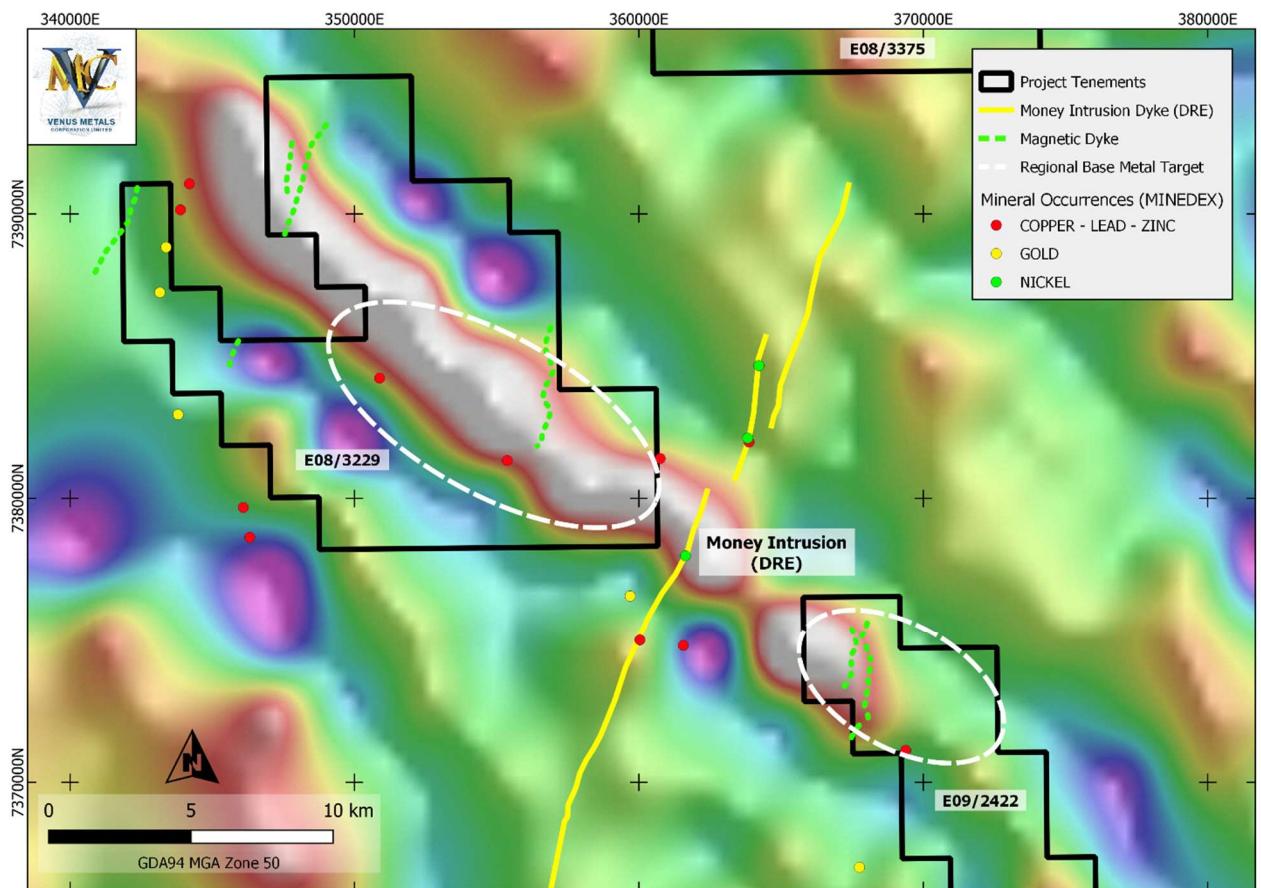 340000E
350000E
360000E
370000E
380000E
VMC
VENUS METALS
CORPORATION LIMITED
E08/3375
Project Tenements
Money Intrusion Dyke (DRE)
Magnetic Dyke
Regional Base Metal Target
Mineral Occurrences (MINEDEX)
COPPER - LEAD - ZINC
GOLD
NICKEL
7390000N
E08/3229
7380000N
Money Intrusion
(DRE)
N
7370000N
E09/2422
0 5 10 km
GDA94 MGA Zone 50